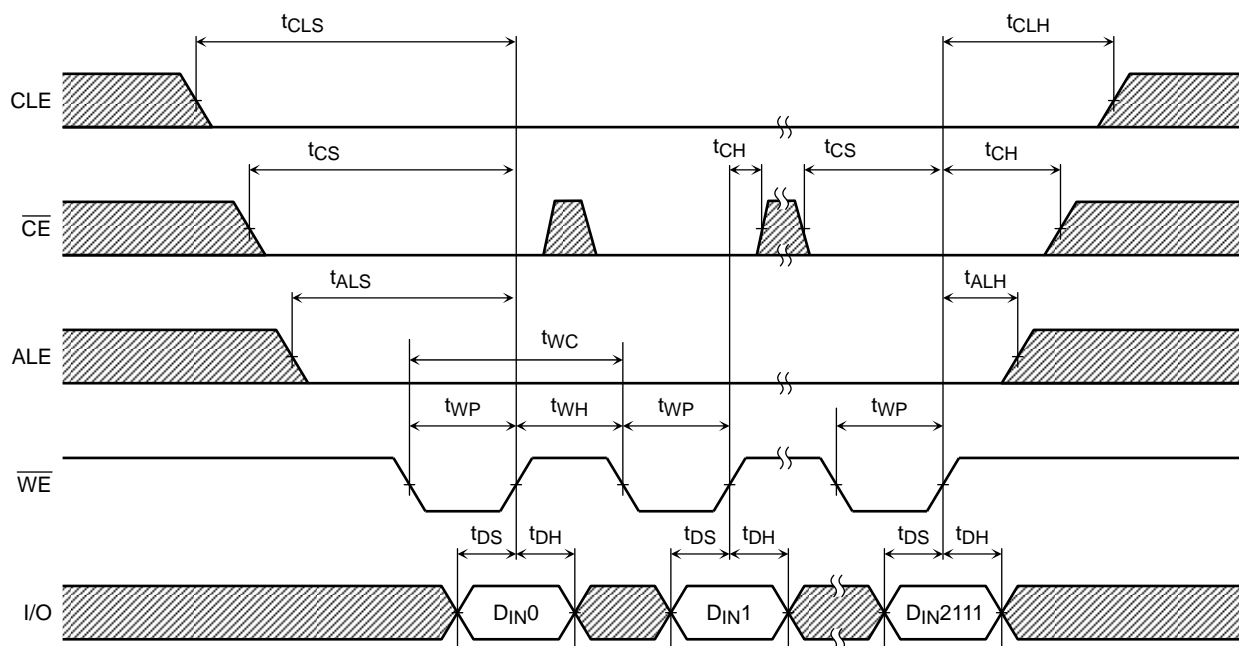 tCLS tCLH
CLE
tCS tCH tCS tCH
CE
tALS tALH
ALE
tWC
tWP tWH tWP tWP
WE
tDS tDH tDS tDH tDS tDH
I/O DIN0 DIN1 DIN2111